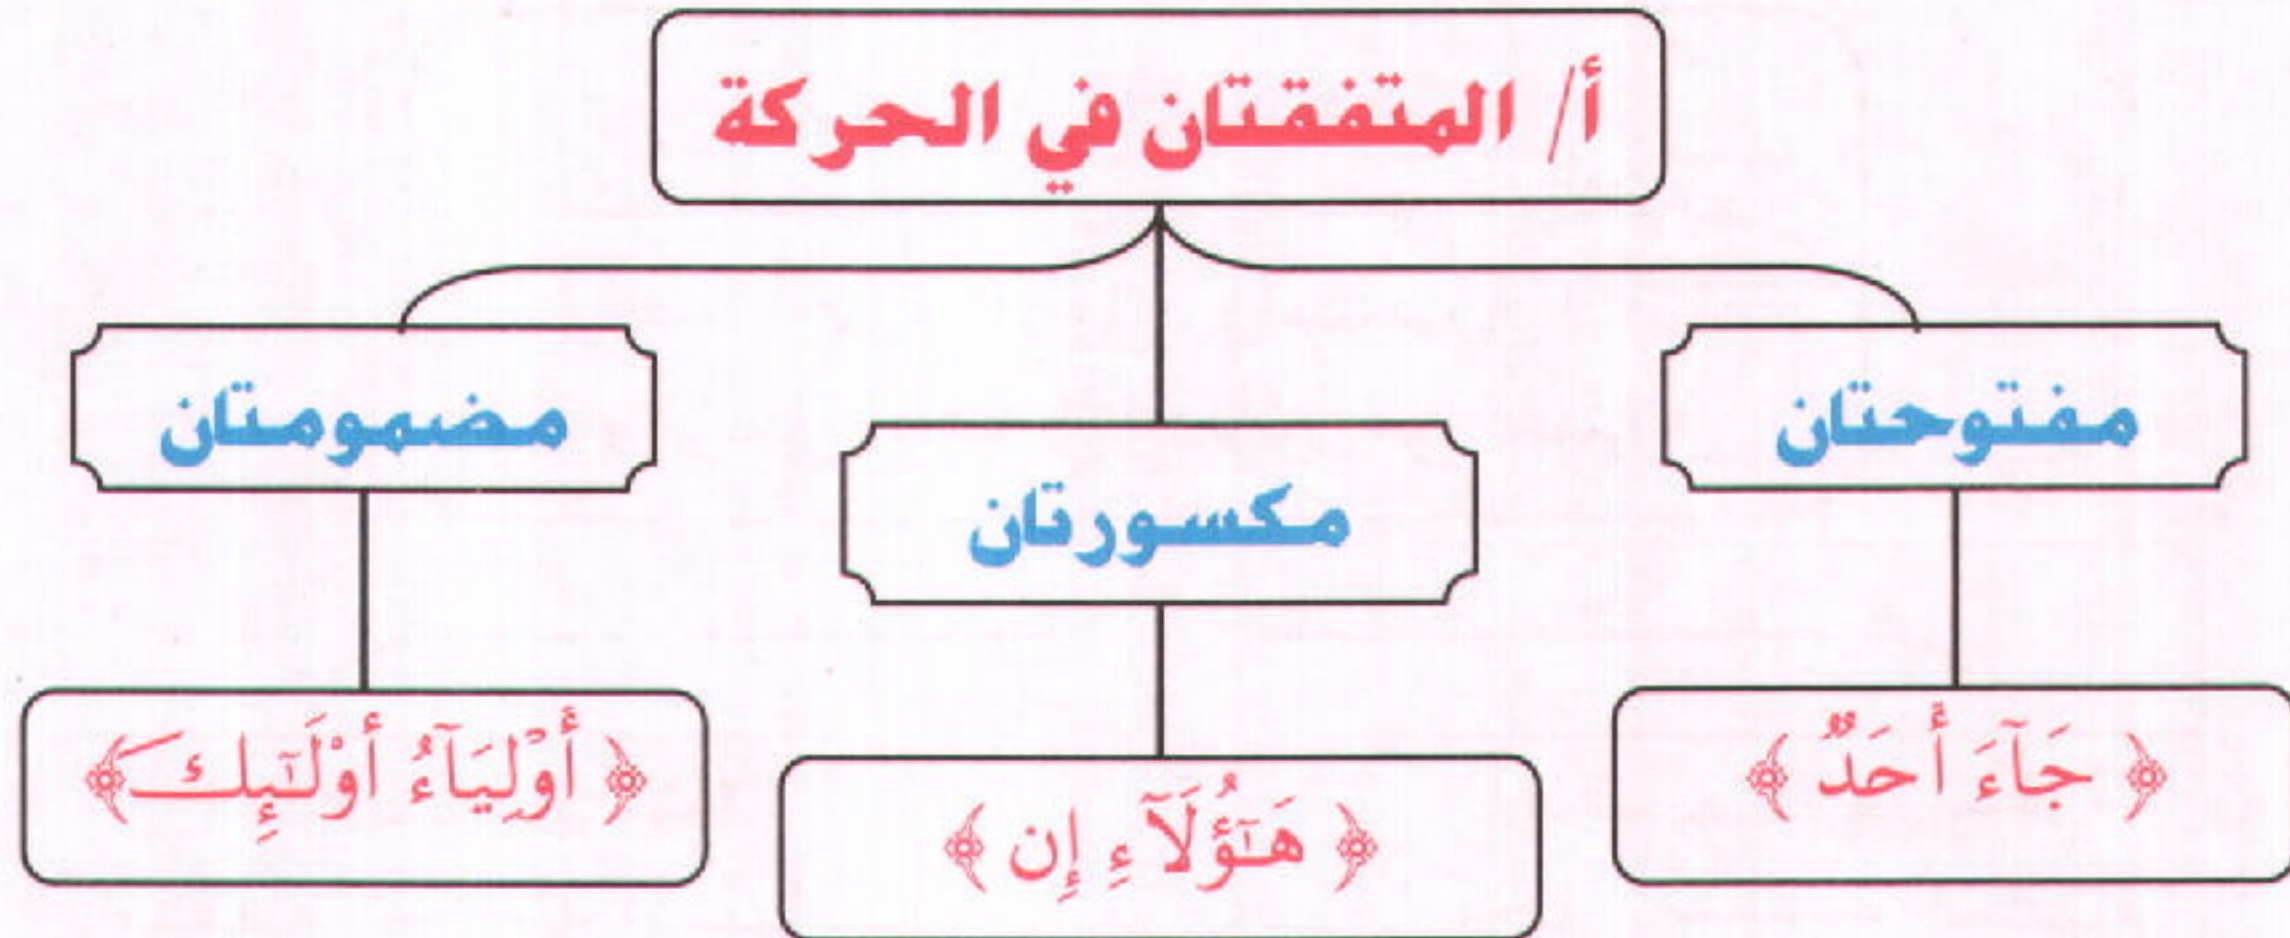 أ/ المتفقتان في الحركة
مفتوحتان
مكسورتان
مضمومتان
﴿ جَآءَ أَحَدٌ ﴾
﴿ هَـٰٓؤُلَآءِ إِن ﴾
﴿ أَوْلِيَآءُ أُوْلَـٰٓئِكَ ﴾